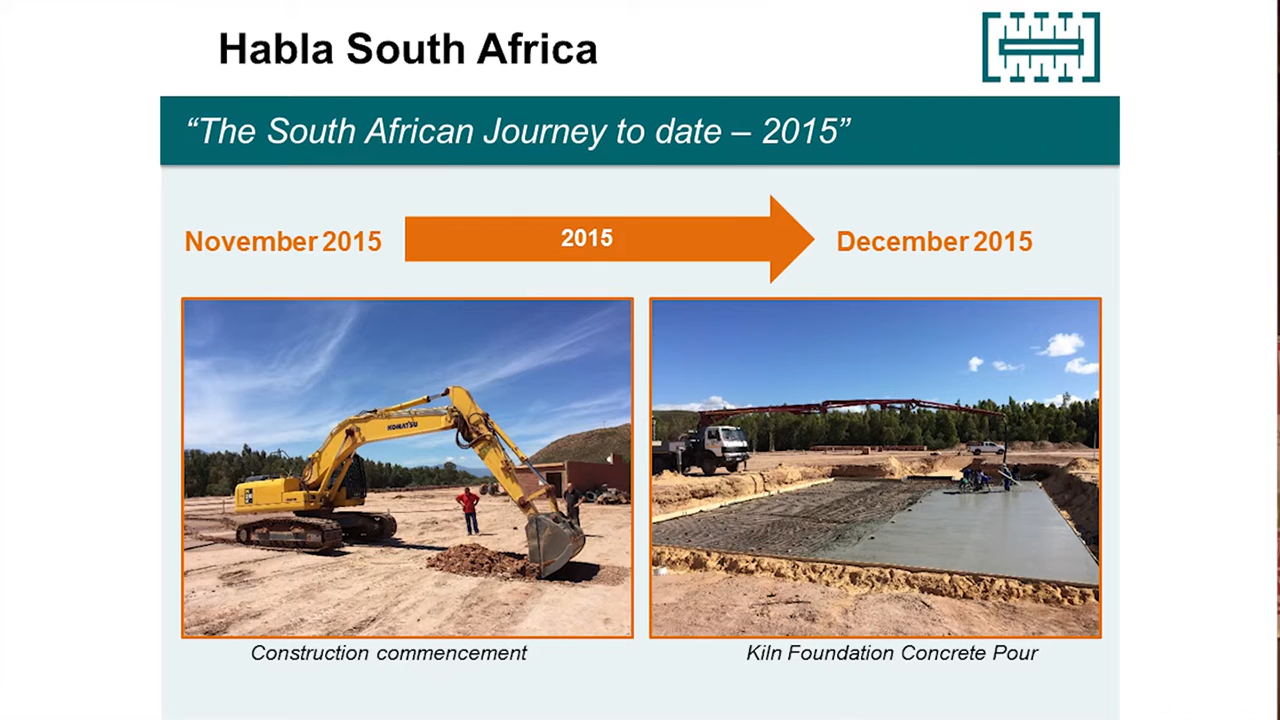 Habla South Africa
“The South African Journey to date – 2015”
November 2015
2015
December 2015
KOMATSU
Construction commencement
Kiln Foundation Concrete Pour